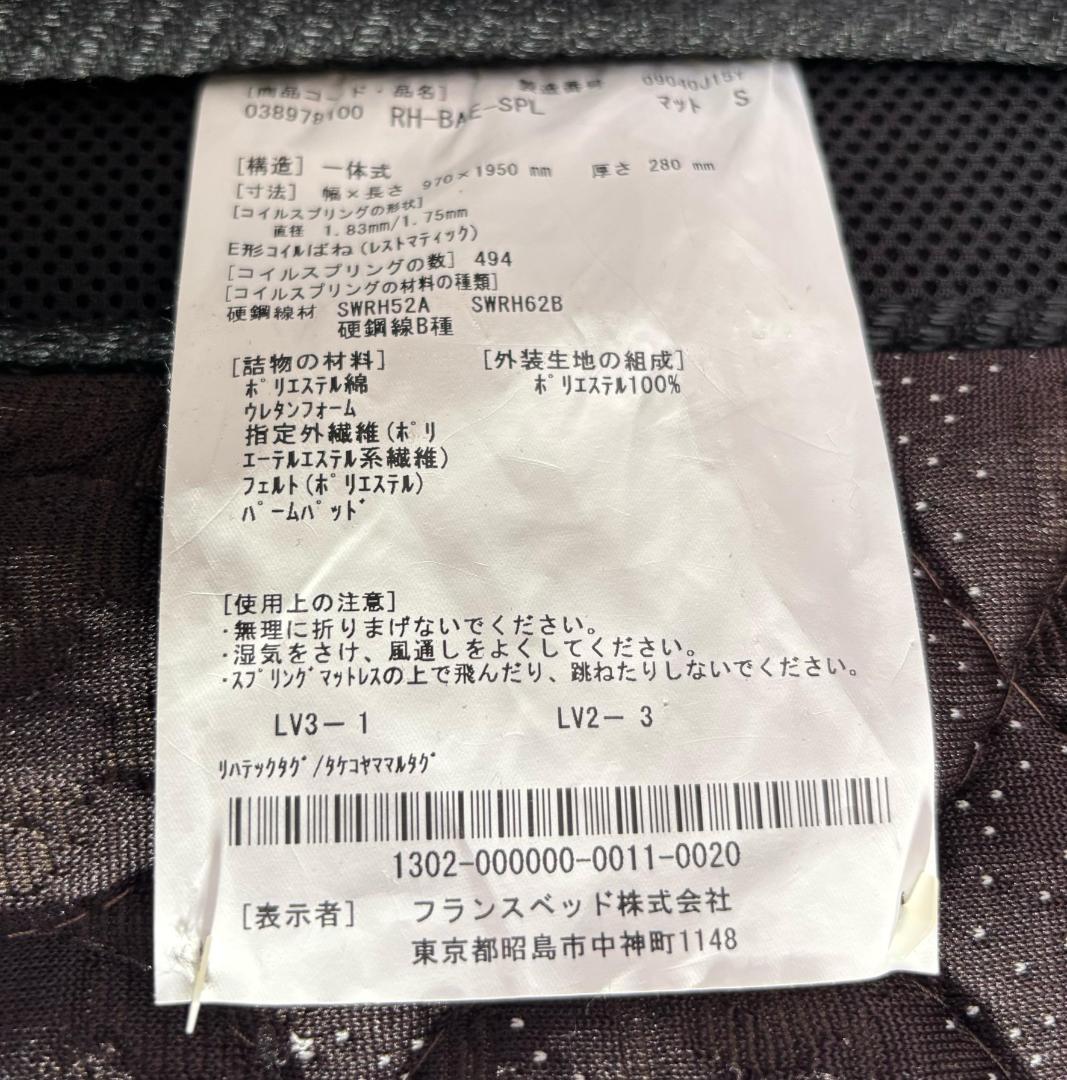 [商品コード・品名] 製造番号 09040J15Y
038978100 RH-BAE-SPL マット S
[構造] 一体式
[寸法] 幅×長さ 970×1950 mm 厚さ 280 mm
[コイルスプリングの形状]
直径 1.83mm/1.75mm
E形コイルばね(レストマティック)
[コイルスプリングの数] 494
[コイルスプリングの材料の種類]
硬鋼線材 SWRH52A SWRH62B
硬鋼線B種
[詰物の材料] [外装生地の組成]
ポリエステル綿 ポリエステル100%
ウレタンフォーム
指定外繊維(ポリ
エーテルエステル系繊維)
フェルト(ポリエステル)
パームパッド
[使用上の注意]
・無理に折りまげないでください。
・湿気をさけ、風通しをよくしてください。
・スプリングマットレスの上で飛んだり、跳ねたりしないでください。
LV3－1 LV2－3
リハテックタグ/タケコヤママルタグ
1302-000000-0011-0020
[表示者] フランスベッド株式会社
東京都昭島市中神町1148